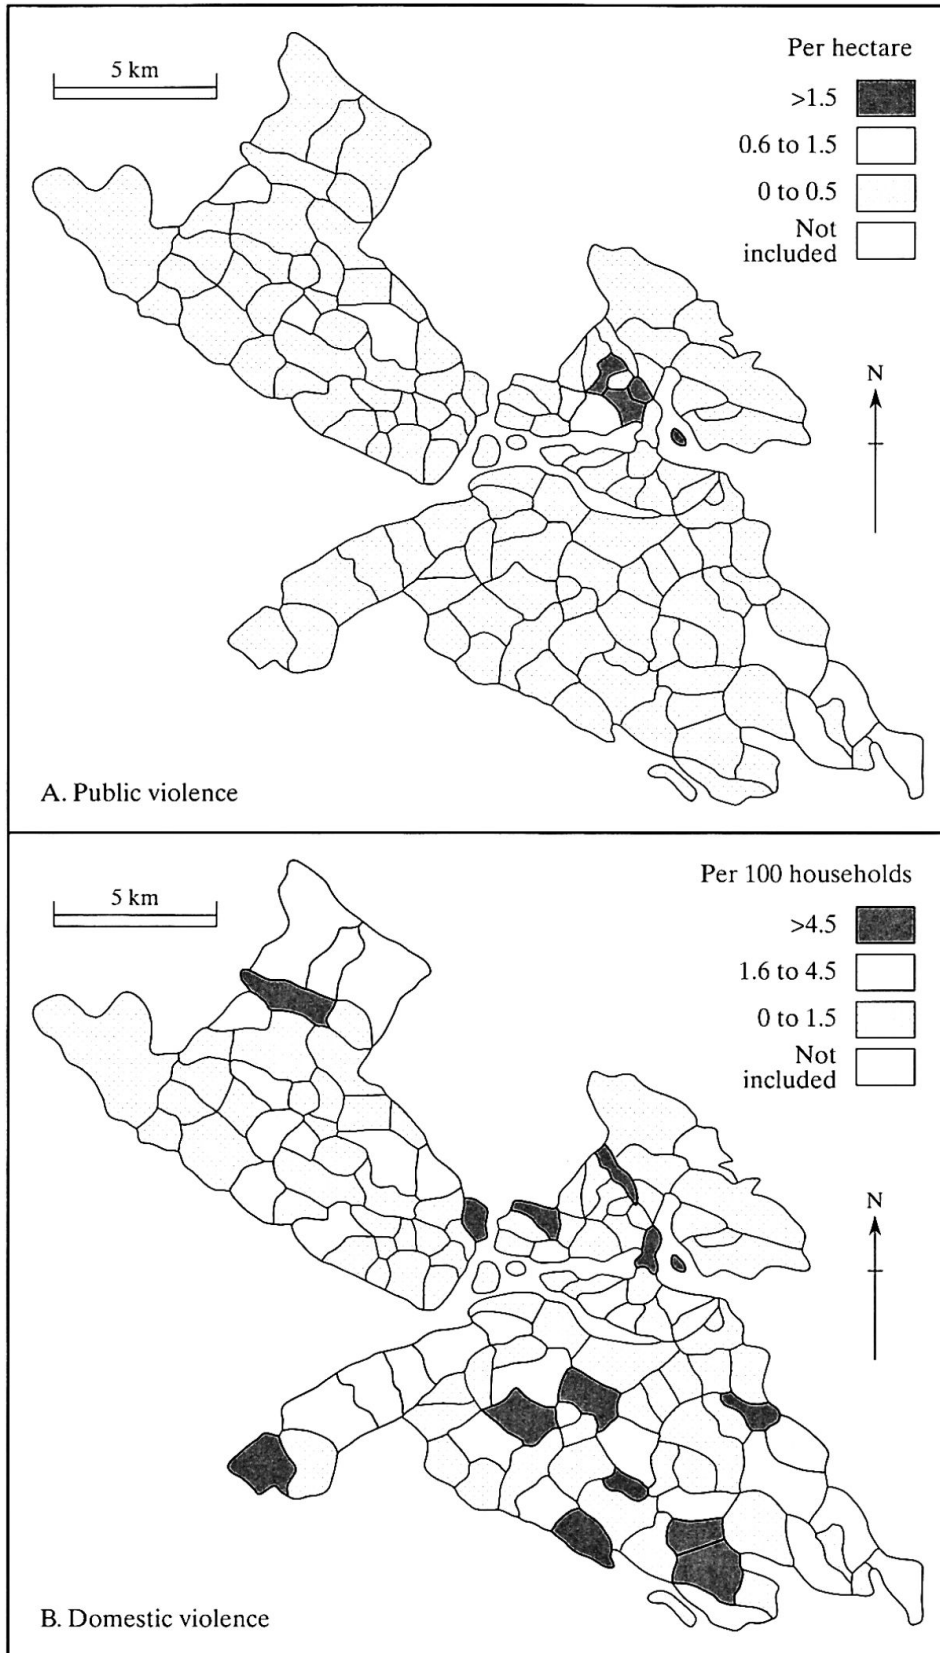 Per hectare
5 km
>1.5
0.6 to 1.5
0 to 0.5
Not
included
N
A. Public violence
Per 100 households
5 km
>4.5
1.6 to 4.5
0 to 1.5
Not
included
N
B. Domestic violence